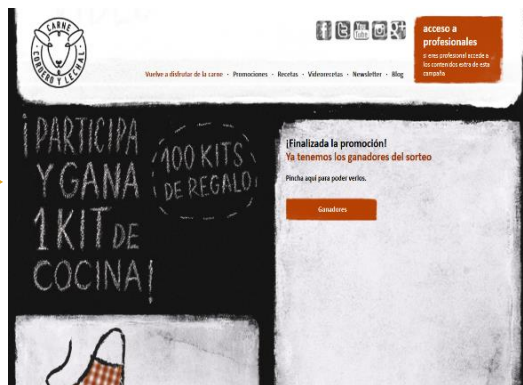 CARNE
CORDERO Y LECHAL
You
Tube
acceso a
profesionales
si eres profesional accede a
los contenidos extra de esta
campaña
Vuelve a disfrutar de la carne - Promociones - Recetas - Videorecetas - Newsletter - Blog
¡PARTICIPA
Y GANA
1 KIT DE
COCINA!
100 KITS
DE REGALO
¡Finalizada la promoción!
Ya tenemos los ganadores del sorteo
Pincha aquí para poder verlos.
Ganadores